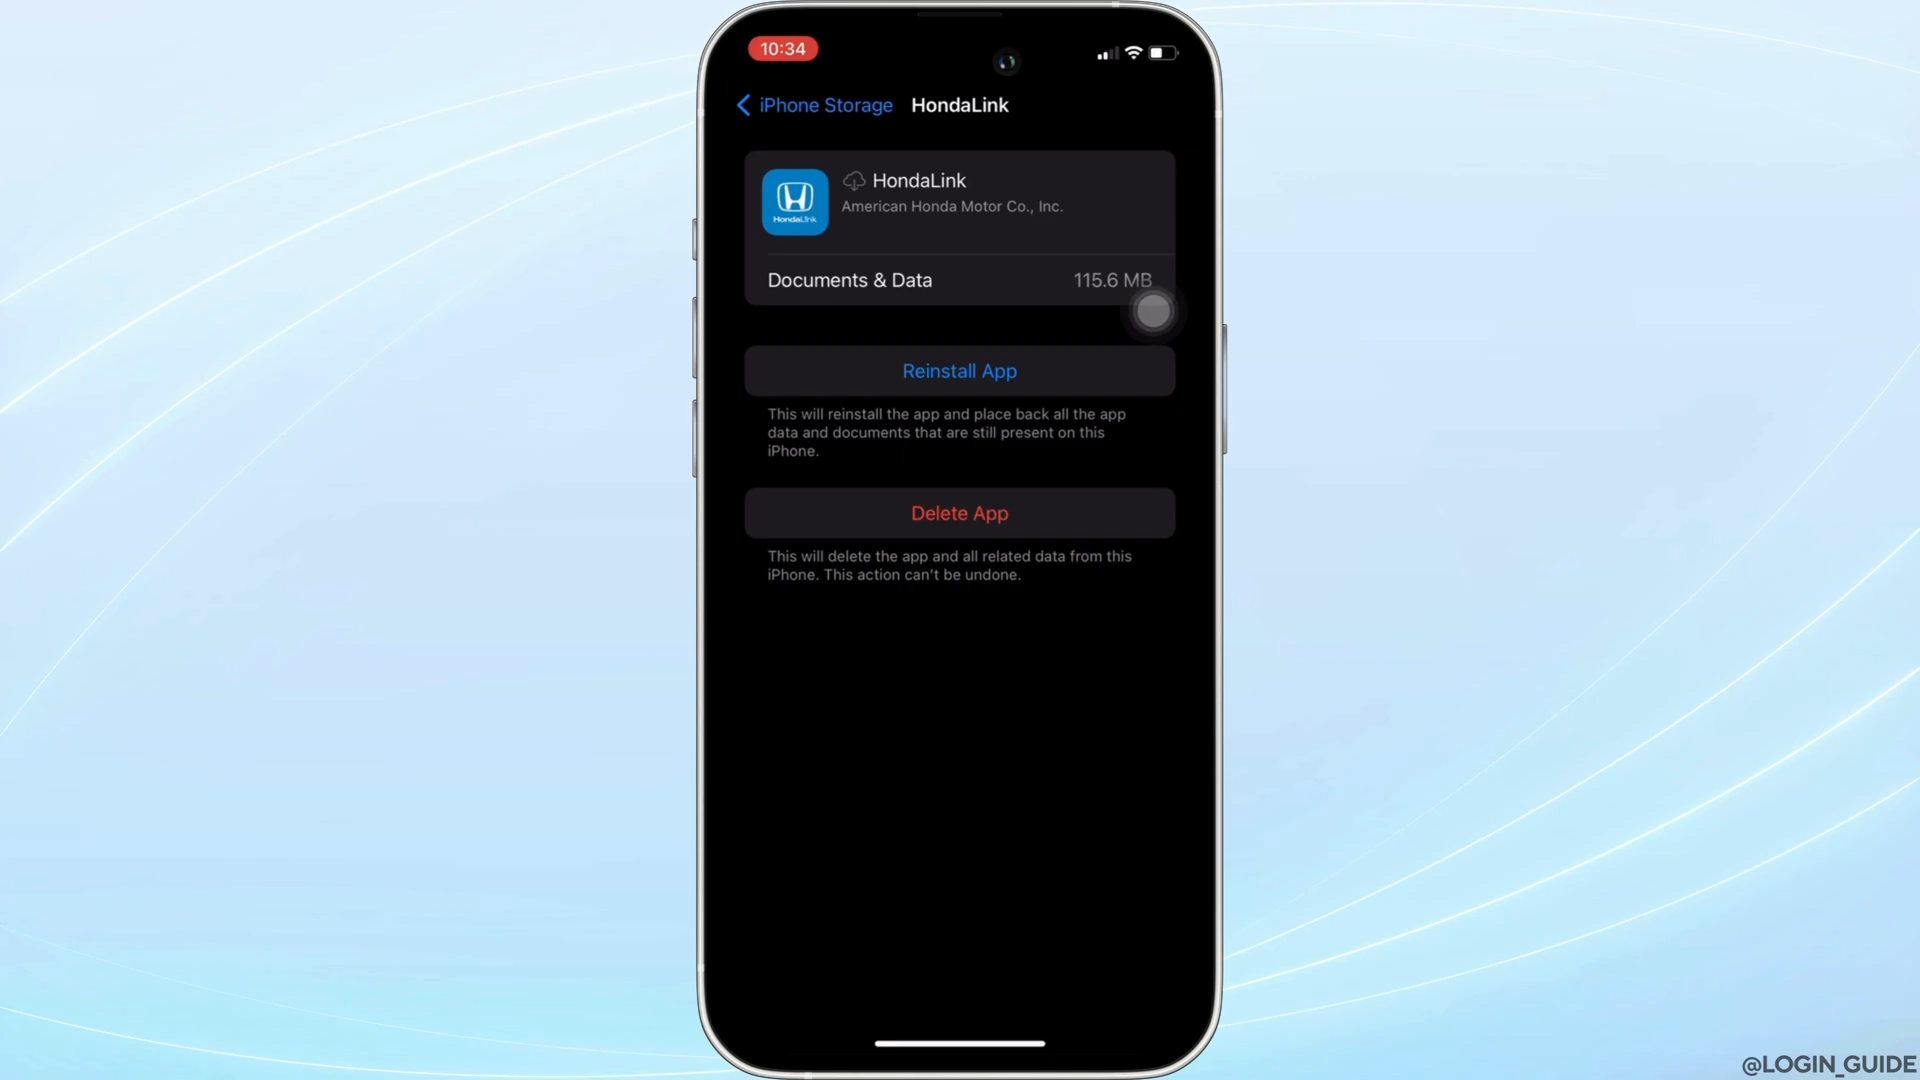 10:34
iPhone Storage HondaLink
HondaLink
American Honda Motor Co., Inc.
HondaLink
Documents & Data 115.6 MB
Reinstall App
This will reinstall the app and place back all the app
data and documents that are still present on this
iPhone.
Delete App
This will delete the app and all related data from this
iPhone. This action can't be undone.
@LOGIN_GUIDE